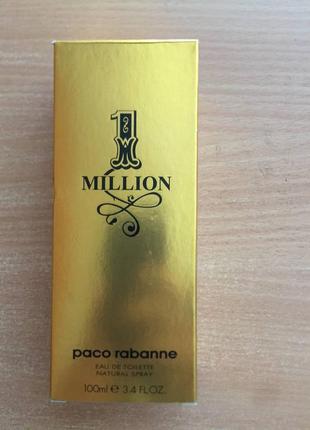 1
MILLION
paco rabanne
EAU DE TOILETTE
NATURAL SPRAY
100ml ℮ 3.4 FL.OZ.